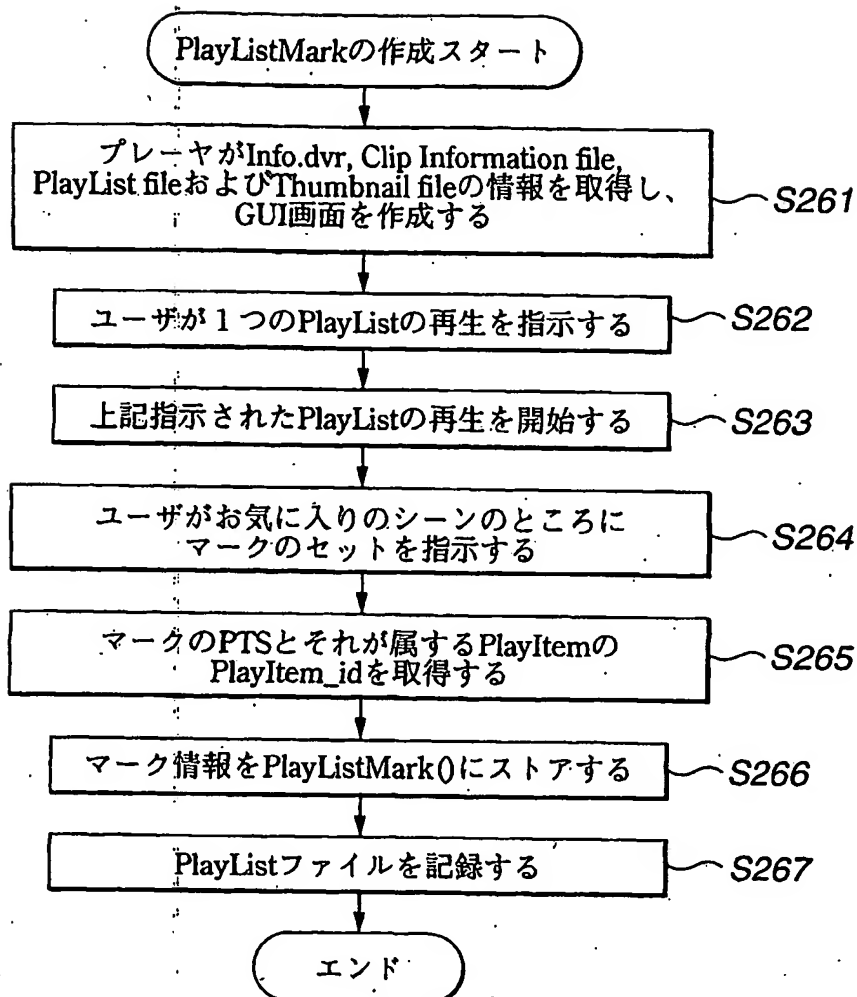 PlayListMarkの作成スタート
プレーヤがInfo.dvr, Clip Information file,
PlayList fileおよびThumbnail fileの情報を取得し、
GUI画面を作成する
S261
ユーザが1つのPlayListの再生を指示する
S262
上記指示されたPlayListの再生を開始する
S263
ユーザがお気に入りのシーンのところに
マークのセットを指示する
S264
マークのPTSとそれが属するPlayItemの
PlayItem_idを取得する
S265
マーク情報をPlayListMark()にストアする
S266
PlayListファイルを記録する
S267
エンド